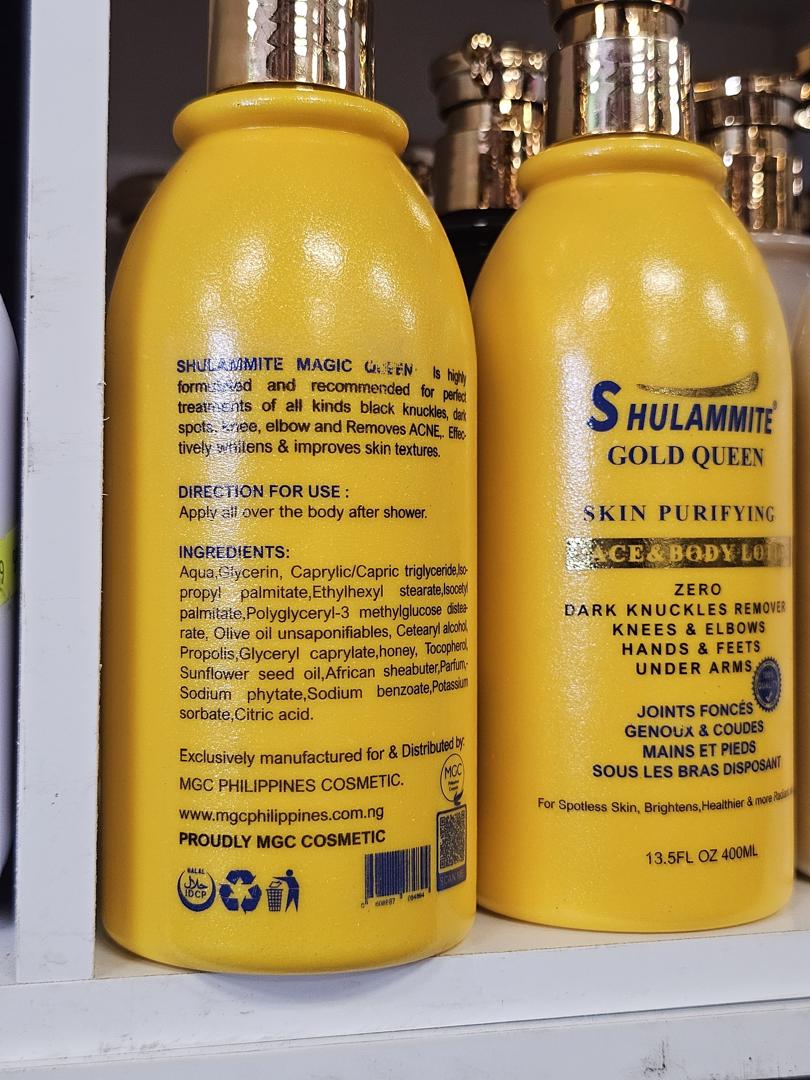 SHULAMMITE MAGIC QUEEN Is highly
formulated and recommended for perfect
treatments of all kinds black knuckles, dark
spots, knee, elbow and Removes ACNE,. Effec-
tively whitens & improves skin textures.
DIRECTION FOR USE :
Apply all over the body after shower.
INGREDIENTS:
Aqua,Glycerin, Caprylic/Capric triglyceride,Iso-
propyl palmitate,Ethylhexyl stearate,Isocetyl
palmitate,Polyglyceryl-3 methylglucose distea-
rate, Olive oil unsaponifiables, Cetearyl alcohol,
Propolis,Glyceryl caprylate,honey, Tocopherol,
Sunflower seed oil,African sheabuter,Parfum,-
Sodium phytate,Sodium benzoate,Potassium
sorbate,Citric acid.
Exclusively manufactured for & Distributed by:
MGC PHILIPPINES COSMETIC.
www.mgcphilippines.com.ng
PROUDLY MGC COSMETIC
MGC
HALAL
IDCP
SHULAMMITE®
GOLD QUEEN
SKIN PURIFYING
FACE & BODY LOTION
ZERO
DARK KNUCKLES REMOVER
KNEES & ELBOWS
HANDS & FEETS
UNDER ARMS
JOINTS FONCÉS
GENOUX & COUDES
MAINS ET PIEDS
SOUS LES BRAS DISPOSANT
For Spotless Skin, Brightens,Healthier & more
13.5FL OZ 400ML